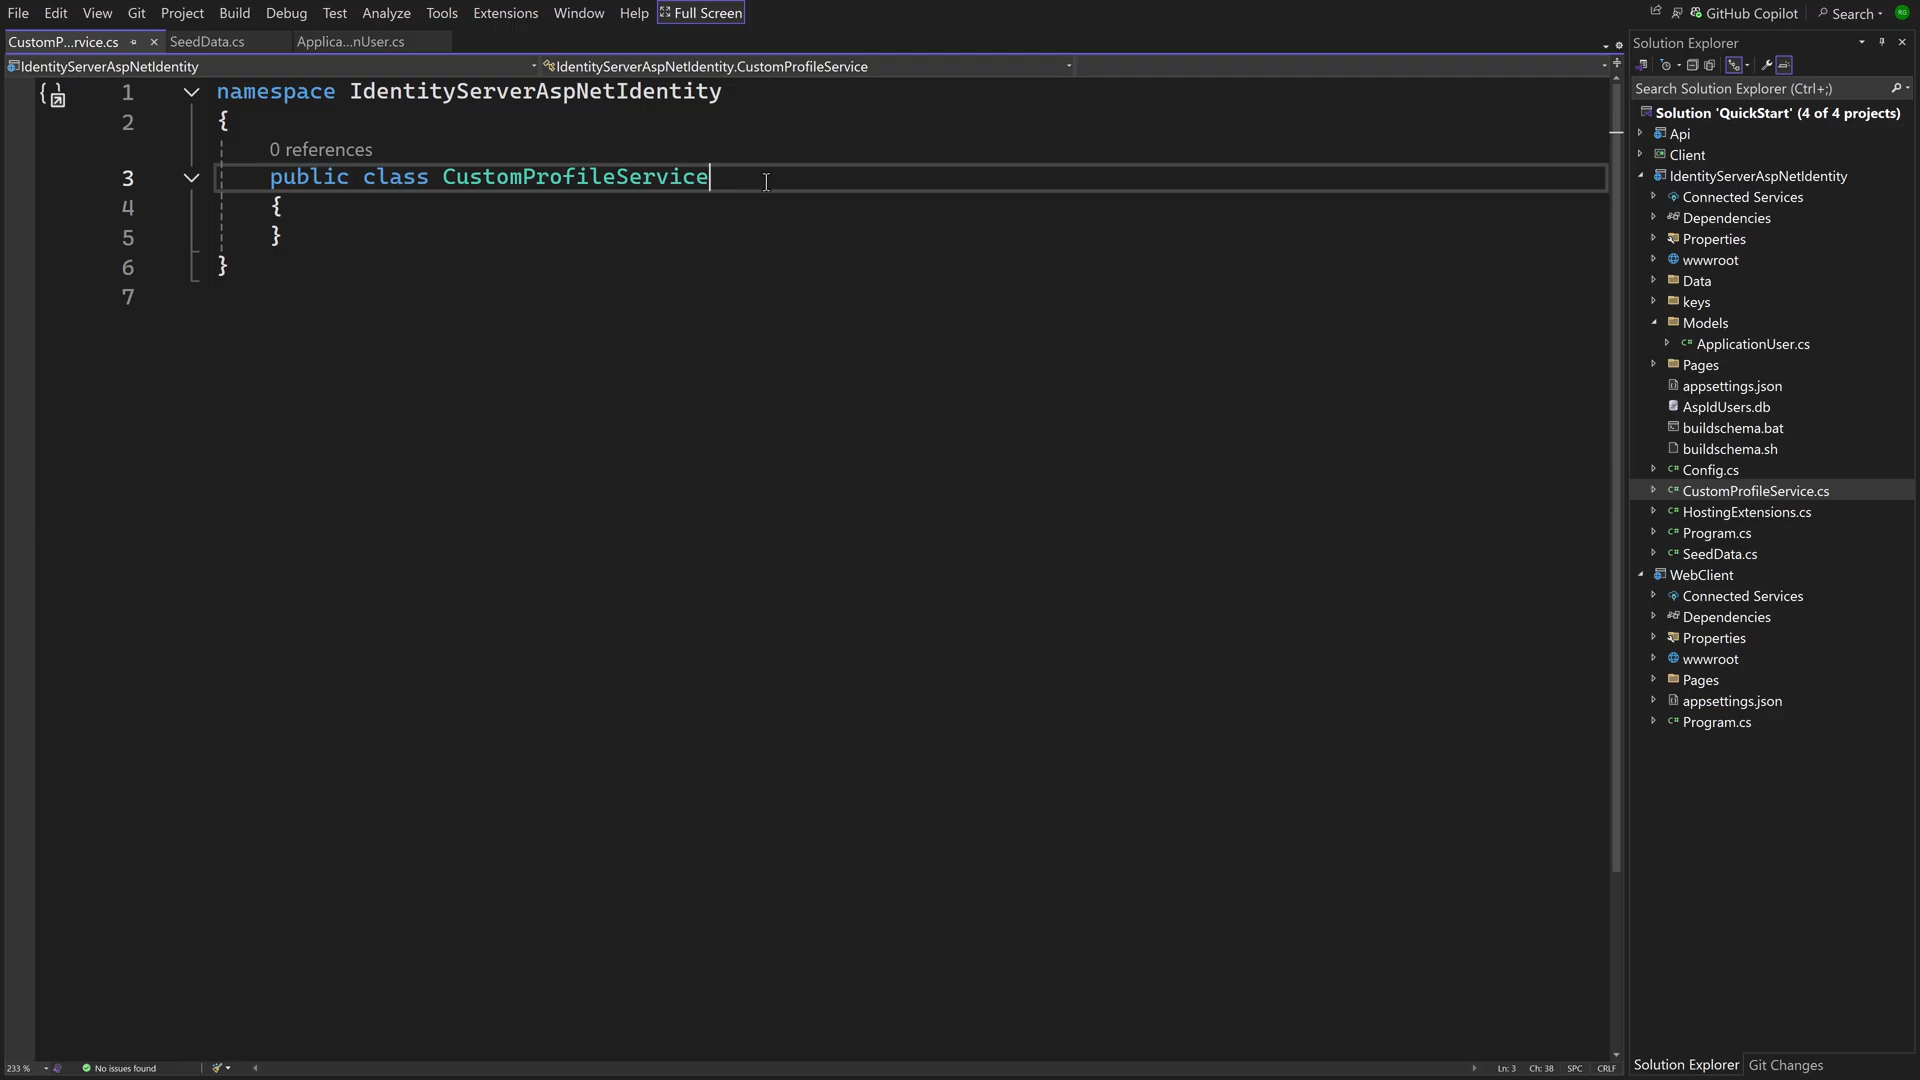 File Edit View Git Project Build Debug Test Analyze Tools Extensions Window Help Full Screen GitHub Copilot Search RG
CustomP...rvice.cs SeedData.cs Applica...nUser.cs
IdentityServerAspNetIdentity IdentityServerAspNetIdentity.CustomProfileService
1 namespace IdentityServerAspNetIdentity
2 {
0 references
3 public class CustomProfileService
4 {
5 }
6 }
7
Solution Explorer
Search Solution Explorer (Ctrl+;)
Solution 'QuickStart' (4 of 4 projects)
Api
Client
IdentityServerAspNetIdentity
Connected Services
Dependencies
Properties
wwwroot
Data
keys
Models
C# ApplicationUser.cs
Pages
appsettings.json
AspIdUsers.db
buildschema.bat
buildschema.sh
C# Config.cs
C# CustomProfileService.cs
C# HostingExtensions.cs
C# Program.cs
C# SeedData.cs
WebClient
Connected Services
Dependencies
Properties
wwwroot
Pages
appsettings.json
C# Program.cs
Solution Explorer Git Changes
233 % No issues found Ln: 3 Ch: 38 SPC CRLF